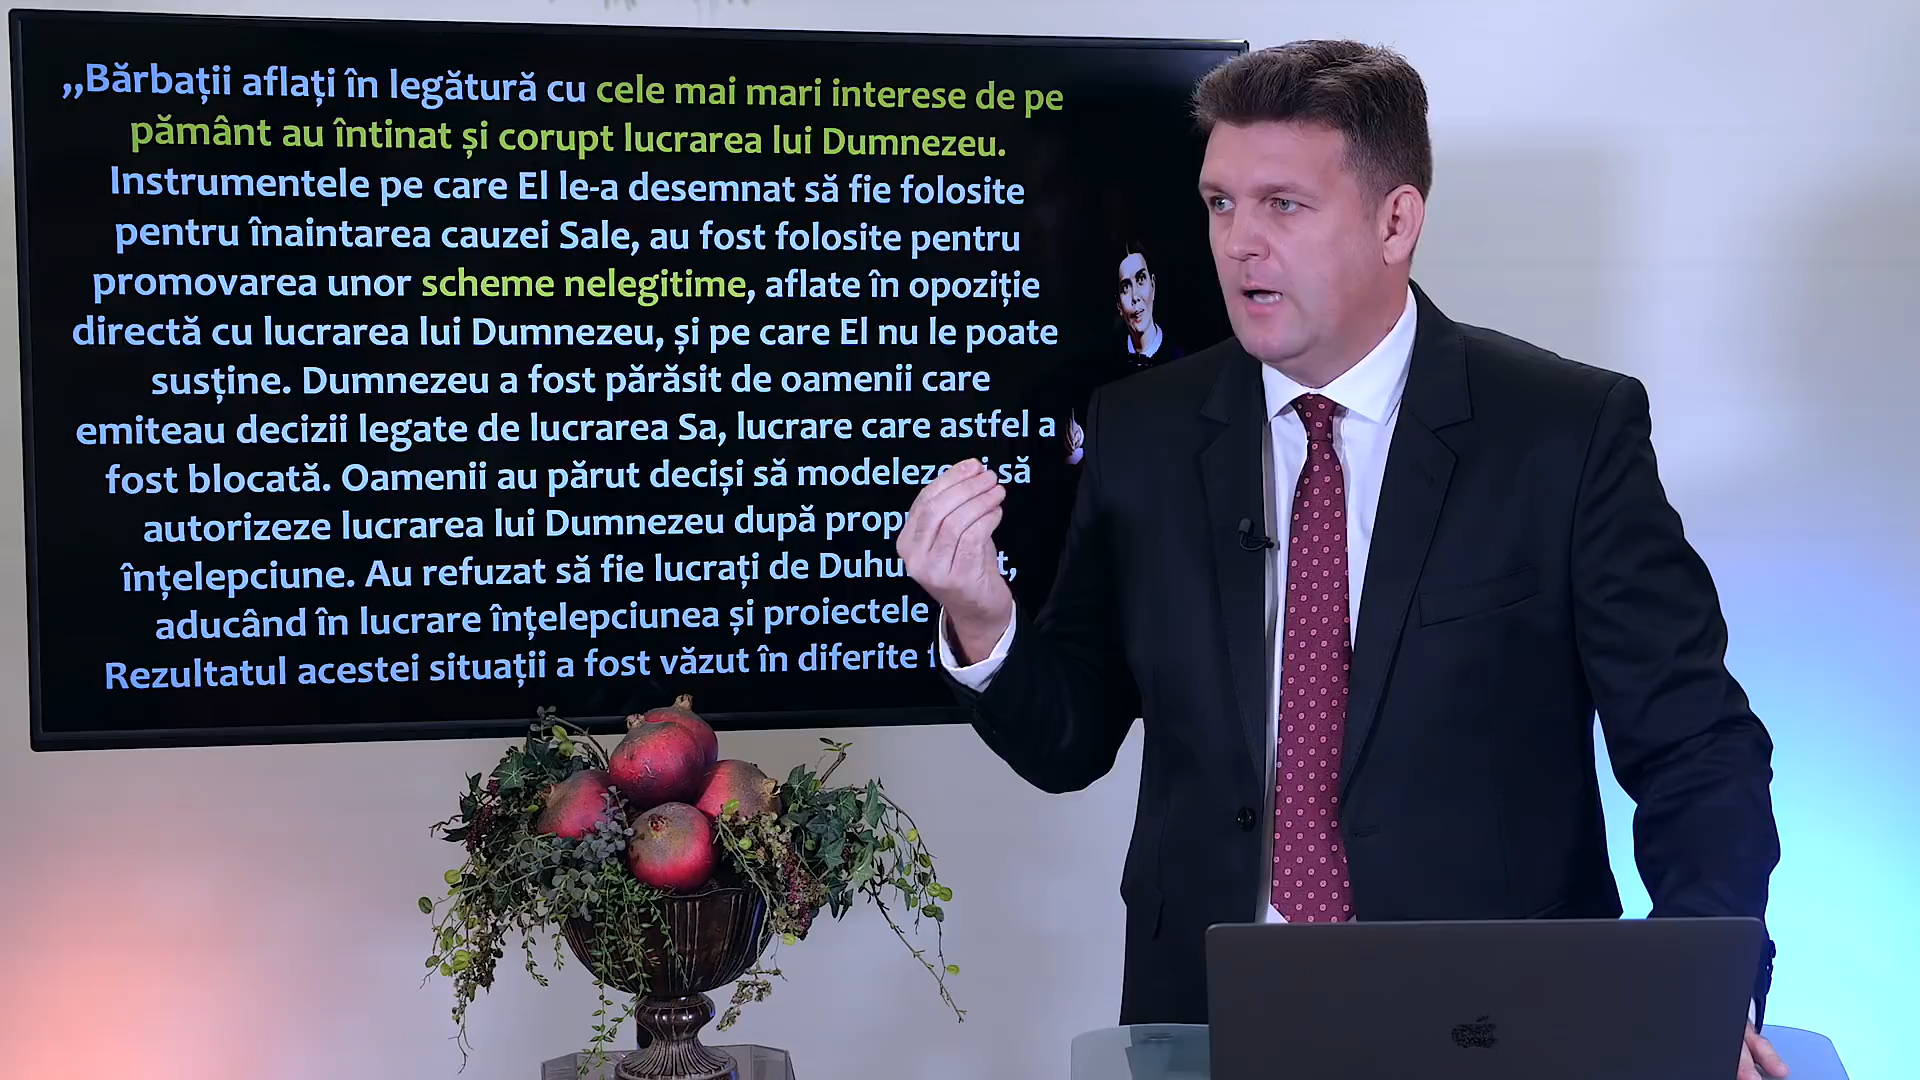 „Bărbații aflați în legătură cu cele mai mari interese de pe
pământ au întinat și corupt lucrarea lui Dumnezeu.
Instrumentele pe care El le-a desemnat să fie folosite
pentru înaintarea cauzei Sale, au fost folosite pentru
promovarea unor scheme nelegitime, aflate în opoziție
directă cu lucrarea lui Dumnezeu, și pe care El nu le poate
susține. Dumnezeu a fost părăsit de oamenii care
emiteau decizii legate de lucrarea Sa, lucrare care astfel a
fost blocată. Oamenii au părut deciși să modeleze să
autorizeze lucrarea lui Dumnezeu după
înțelepciune. Au refuzat să fie lucrați de
aducând în lucrare înțelepciunea și proiectele
Rezultatul acestei situații a fost văzut în diferite